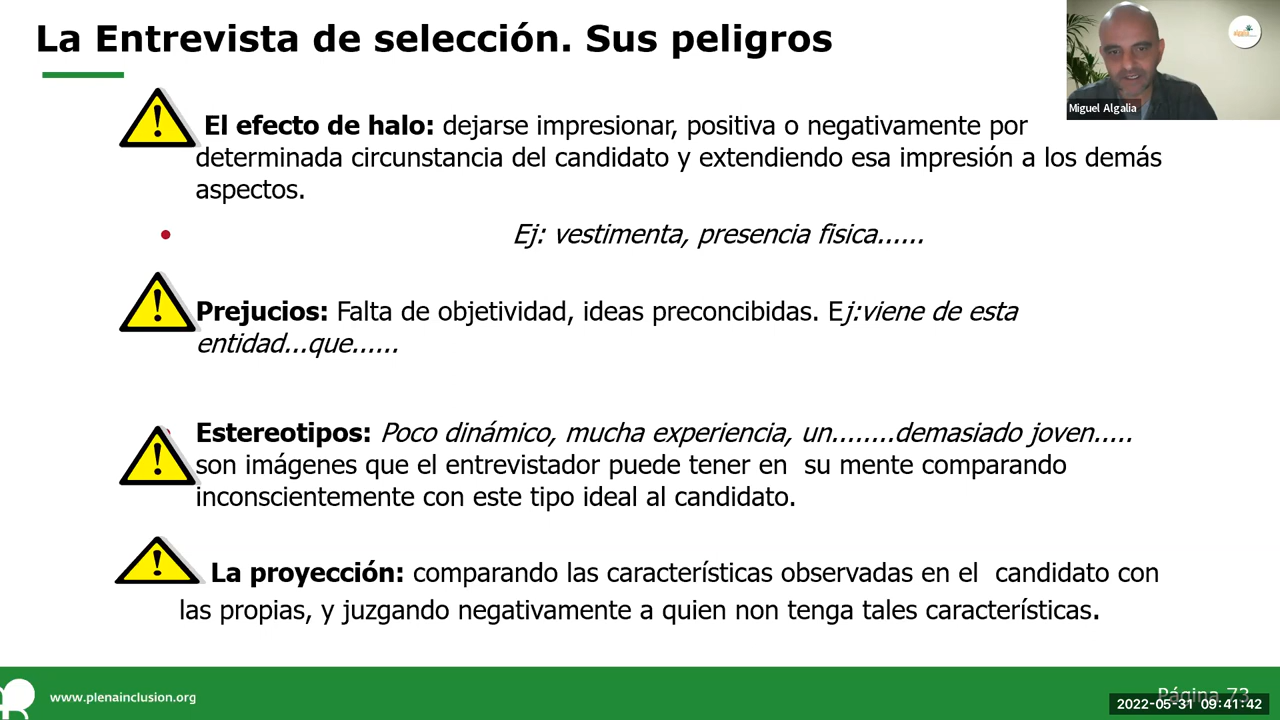 La Entrevista de selección. Sus peligros
Miguel Algalia
El efecto de halo: dejarse impresionar, positiva o negativamente por
determinada circunstancia del candidato y extendiendo esa impresión a los demás
aspectos.
Ej: vestimenta, presencia fisica......
Prejucios: Falta de objetividad, ideas preconcibidas. Ej:viene de esta
entidad...que......
Estereotipos: Poco dinámico, mucha experiencia, un........demasiado joven.....
son imágenes que el entrevistador puede tener en su mente comparando
inconscientemente con este tipo ideal al candidato.
La proyección: comparando las características observadas en el candidato con
las propias, y juzgando negativamente a quien non tenga tales características.
www.plenainclusion.org
Página 73
2022-05-31 09:41:42